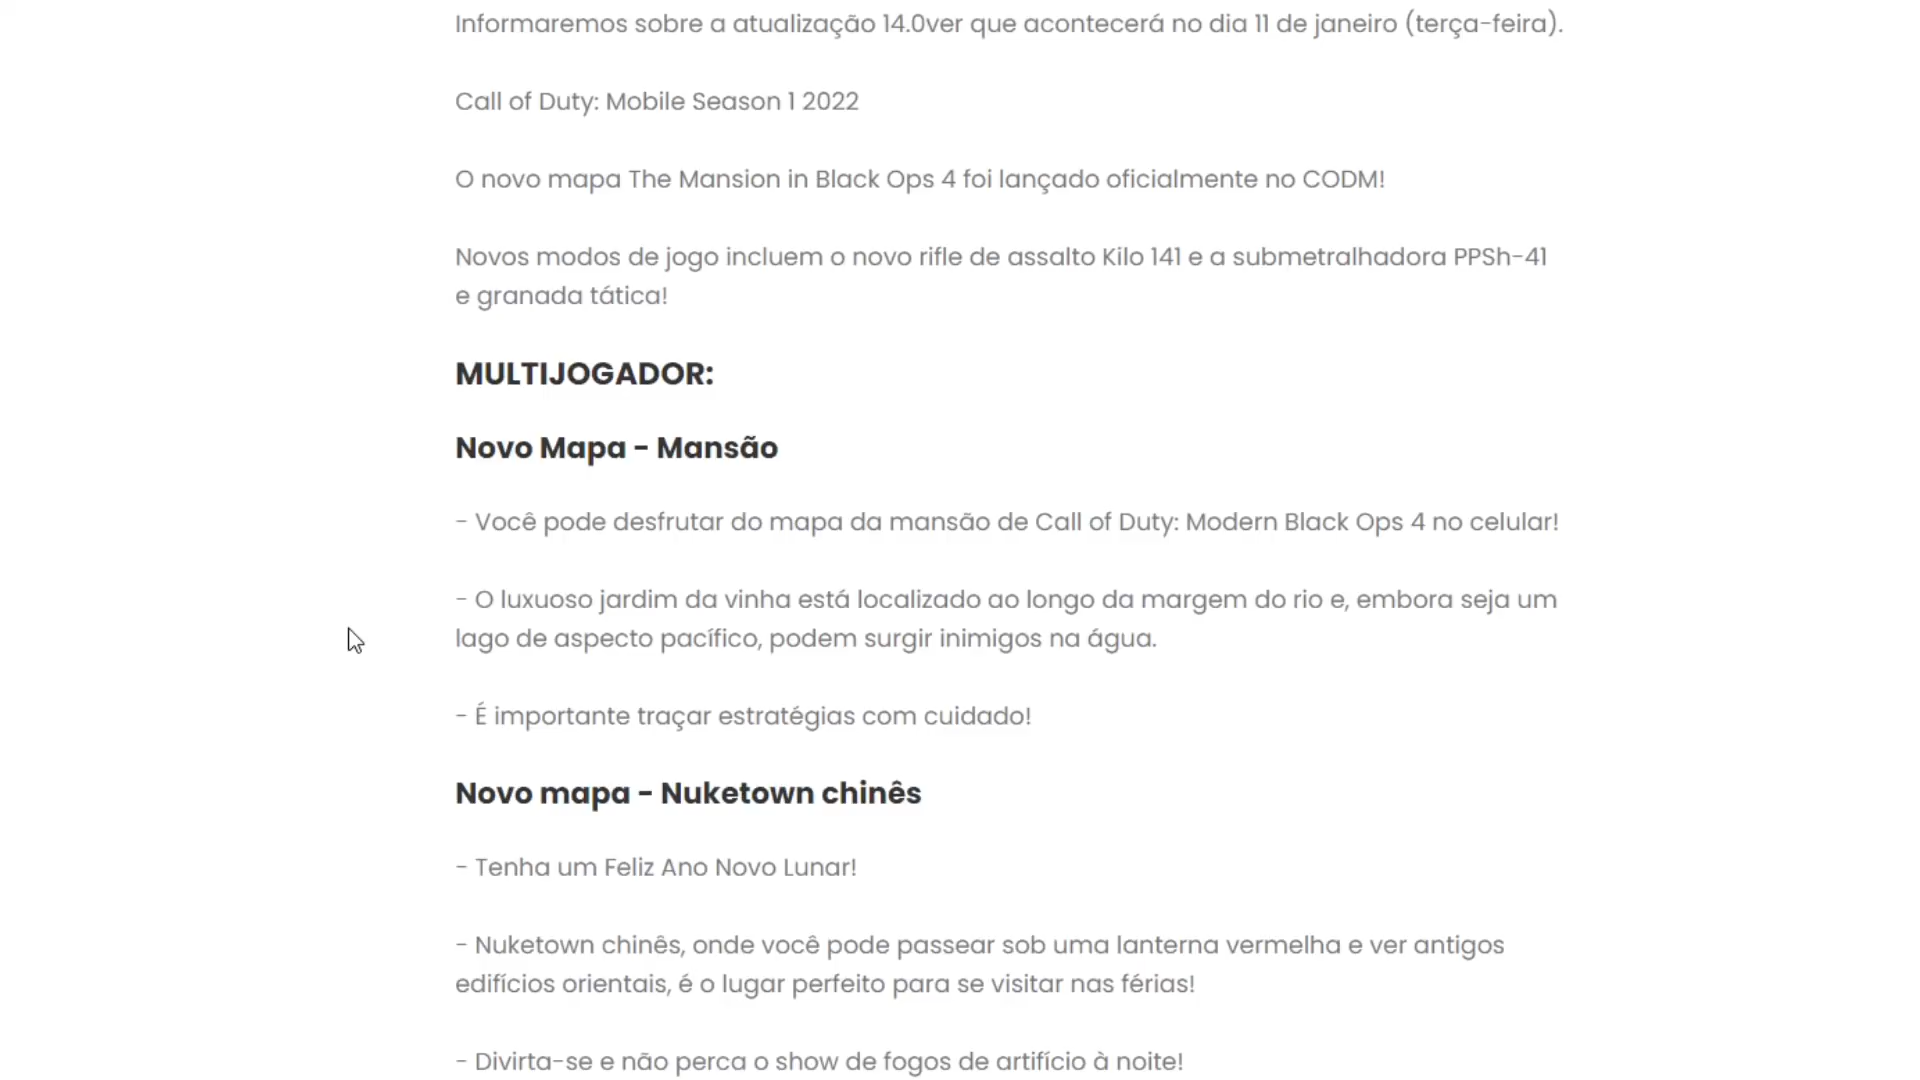 Informaremos sobre a atualização 14.0ver que acontecerá no dia 11 de janeiro (terça-feira).
Call of Duty: Mobile Season 1 2022
O novo mapa The Mansion in Black Ops 4 foi lançado oficialmente no CODM!
Novos modos de jogo incluem o novo rifle de assalto Kilo 141 e a submetralhadora PPSh-41
e granada tática!
MULTIJOGADOR:
Novo Mapa - Mansão
- Você pode desfrutar do mapa da mansão de Call of Duty: Modern Black Ops 4 no celular!
- O luxuoso jardim da vinha está localizado ao longo da margem do rio e, embora seja um
lago de aspecto pacífico, podem surgir inimigos na água.
- É importante traçar estratégias com cuidado!
Novo mapa - Nuketown chinês
- Tenha um Feliz Ano Novo Lunar!
- Nuketown chinês, onde você pode passear sob uma lanterna vermelha e ver antigos
edifícios orientais, é o lugar perfeito para se visitar nas férias!
- Divirta-se e não perca o show de fogos de artifício à noite!